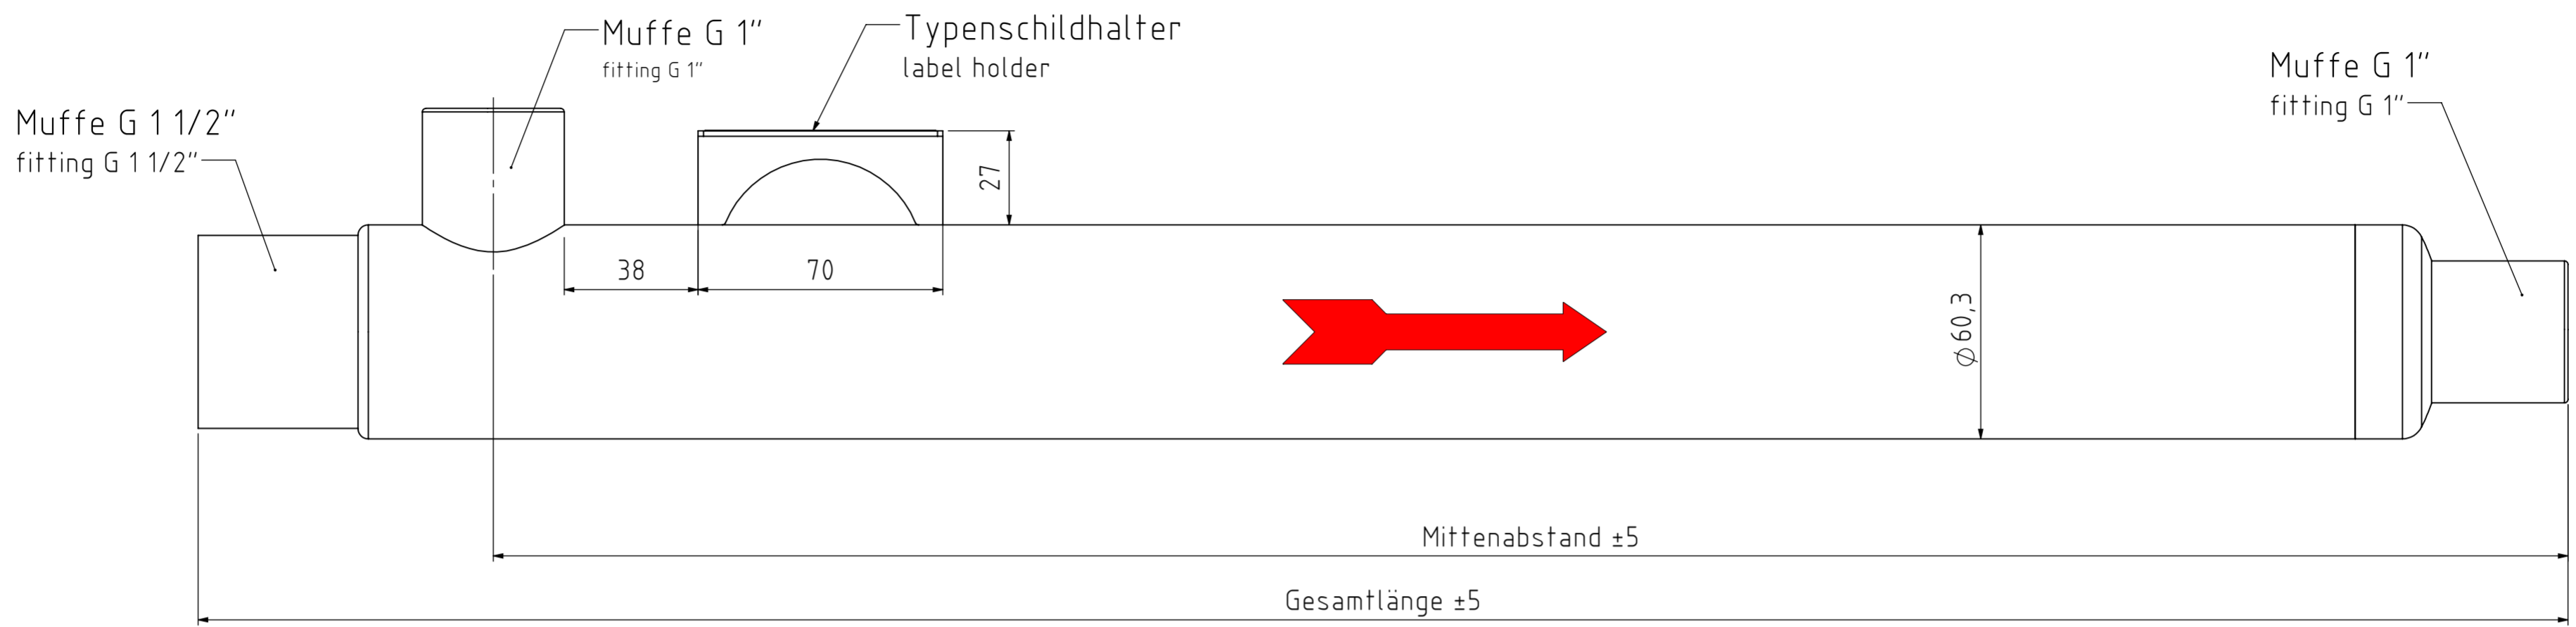 Muffe G 1 1/2"
fitting G 1 1/2"
Muffe G 1"
fitting G 1"
Typenschildhalter
label holder
Muffe G 1"
fitting G 1"
27
38
70
Ø60,3
Mittenabstand ±5
Gesamtlänge ±5